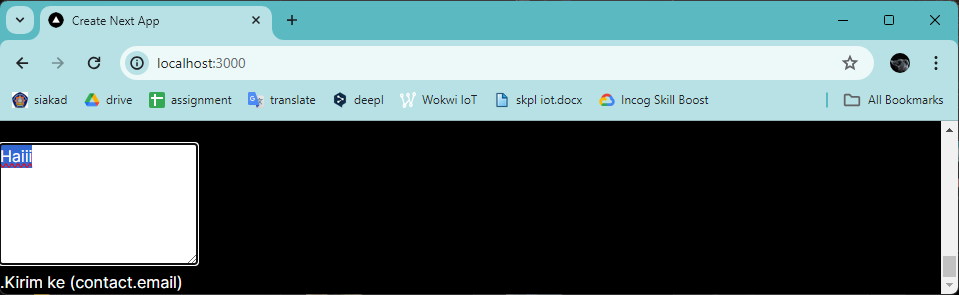 Create Next App
localhost:3000
siakad drive assignment translate deepl Wokwi IoT skpl iot.docx Incog Skill Boost All Bookmarks
Haiii
.Kirim ke (contact.email)